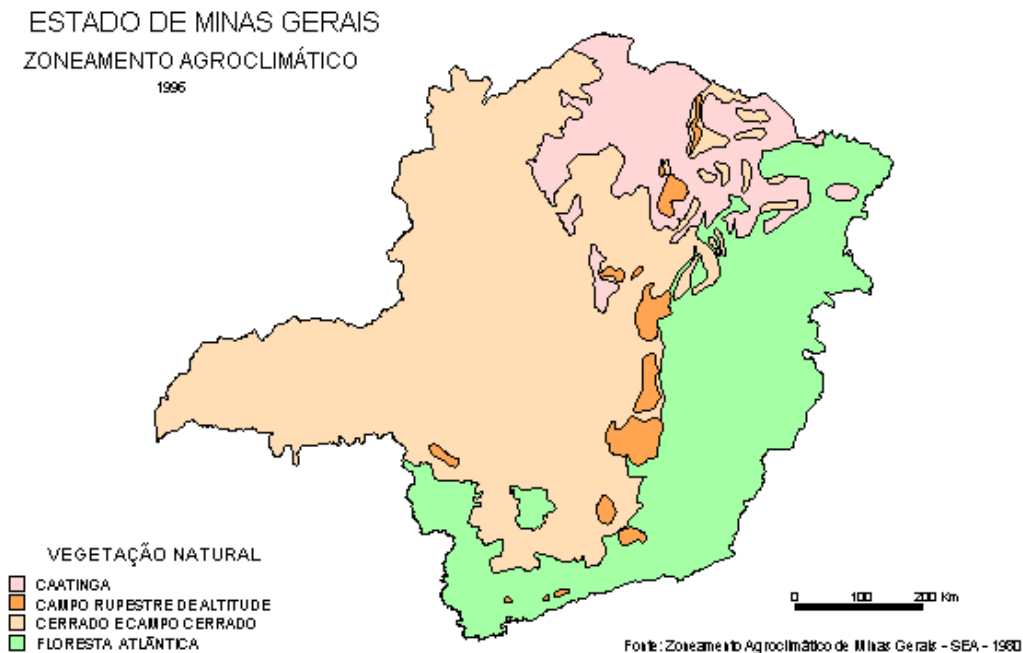 ESTADO DE MINAS GERAIS
ZONEAMENTO AGROCLIMÁTICO
1996
VEGETAÇÃO NATURAL
CAATINGA
CAMPO RUPESTRE DE ALTITUDE
CERRADO E CAMPO CERRADO
FLORESTA ATLÂNTICA
0 100 200 Km
Fonte: Zoneamento Agroclimático de Minas Gerais - SEA - 1980